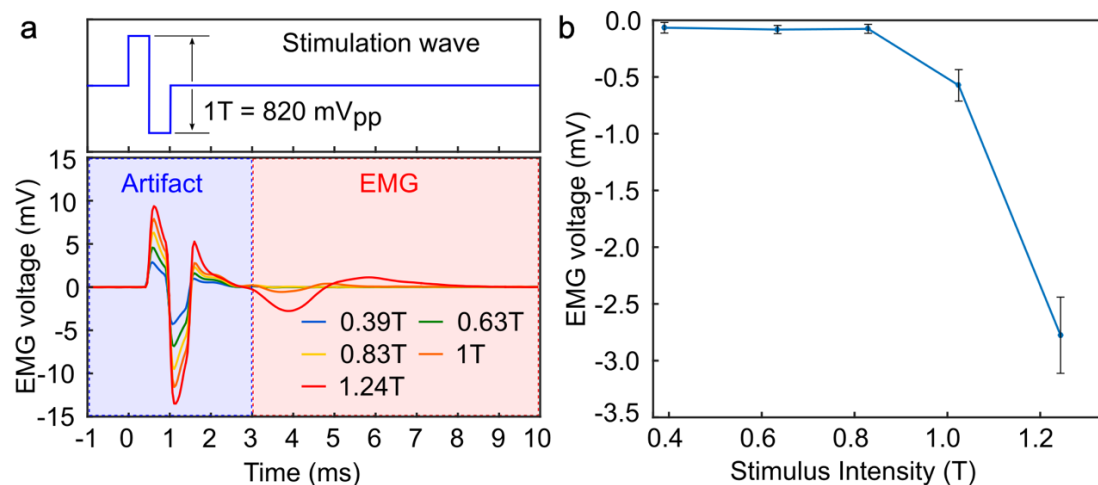 a
Stimulation wave
1T = 820 mVpp
15
10
5
0
-5
-10
-15
EMG voltage (mV)
Artifact
EMG
0.39T
0.63T
0.83T
1T
1.24T
-1 0 1 2 3 4 5 6 7 8 9 10
Time (ms)
b
0.0
-0.5
-1.0
-1.5
-2.0
-2.5
-3.0
-3.5
EMG voltage (mV)
0.4 0.6 0.8 1.0 1.2
Stimulus Intensity (T)